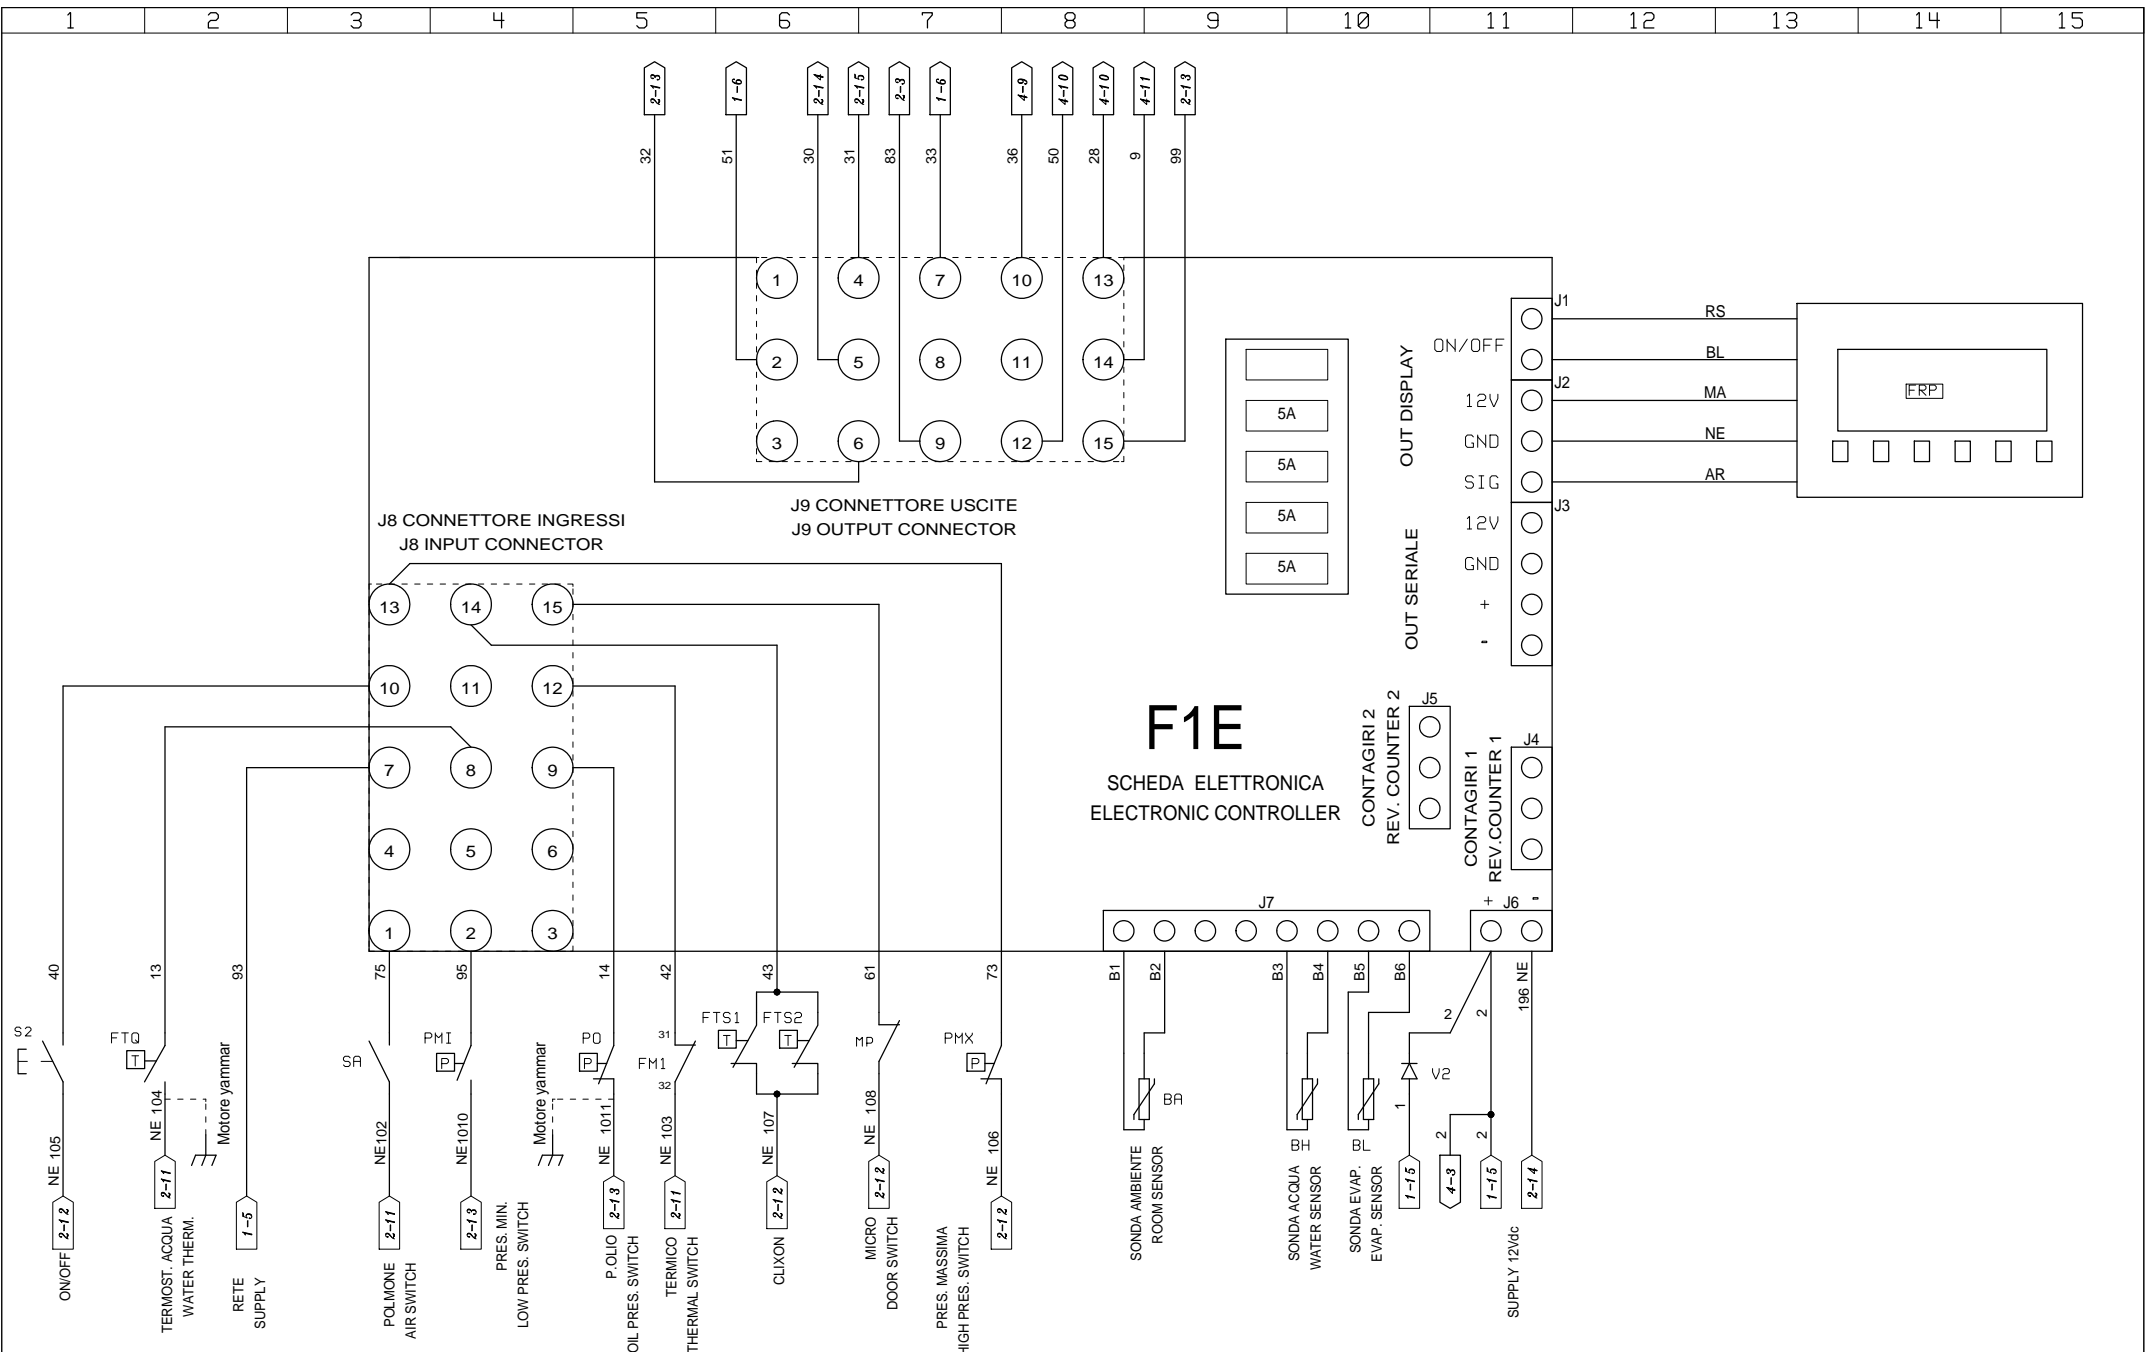 1 2 3 4 5 6 7 8 9 10 11 12 13 14 15
2-13 1-6 2-14 2-15 2-3 1-6 4-9 4-10 4-10 4-11 2-13
32 51 30 31 83 33 36 50 28 9 99
1 4 7 10 13
2 5 8 11 14
3 6 9 12 15
J9 CONNETTORE USCITE
J9 OUTPUT CONNECTOR
J8 CONNETTORE INGRESSI
J8 INPUT CONNECTOR
13 14 15
10 11 12
7 8 9
4 5 6
1 2 3
5A
5A
5A
5A
OUT DISPLAY
OUT SERIALE
J1
ON/OFF
J2
12V
GND
SIG
J3
12V
GND
+
-
RS
BL
MA
NE
AR
FRP
F1E
SCHEDA ELETTRONICA
ELECTRONIC CONTROLLER
CONTAGIRI 2
REV. COUNTER 2
J5
CONTAGIRI 1
REV.COUNTER 1
J4
J7
+ J6 -
40 13 93 75 95 14 42 43 61 73
B1 B2 B3 B4 B5 B6
2 2 196 NE
S2
FTQ
T
Motore yammar
SA
PMI
P
Motore yammar
PO
P
31
FM1
32
FTS1
T
FTS2
T
MP
PMX
P
BA
BH
BL
V2
1
2
2
NE 105
NE 104
NE102
NE1010
NE 1011
NE 103
NE 107
NE 108
NE 106
2-12
2-11
1-5
2-11
2-13
2-13
2-11
2-12
2-12
2-12
1-15
4-3
1-15
2-14
ON/OFF
TERMOST. ACQUA
WATER THERM.
RETE
SUPPLY
POLMONE
AIR SWITCH
PRES. MIN.
LOW PRES. SWITCH
P.OLIO
OIL PRES. SWITCH
TERMICO
THERMAL SWITCH
CLIXON
MICRO
DOOR SWITCH
PRES. MASSIMA
HIGH PRES. SWITCH
SONDA AMBIENTE
ROOM SENSOR
SONDA ACQUA
WATER SENSOR
SONDA EVAP.
EVAP. SENSOR
SUPPLY 12Vdc